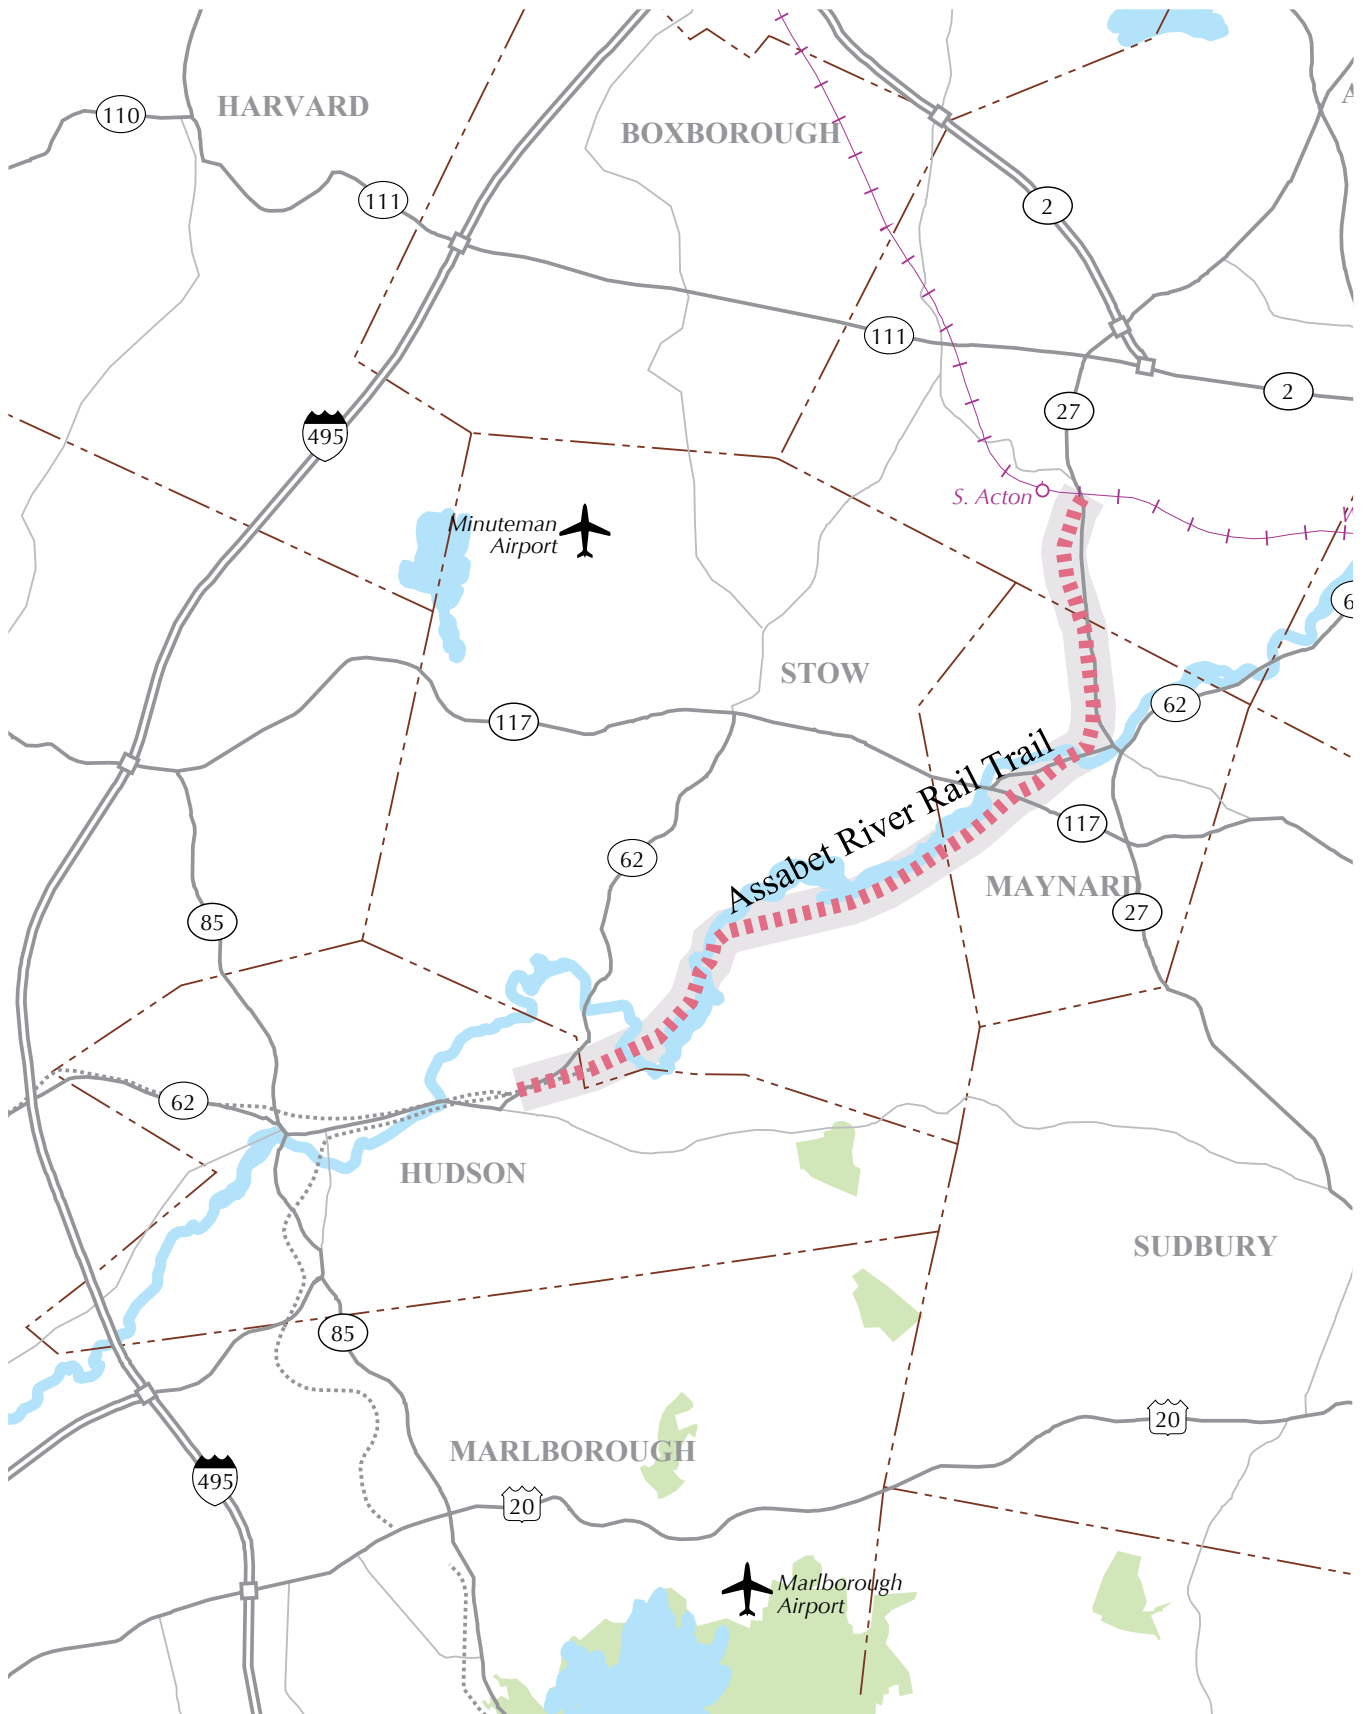 HARVARD
110
BOXBOROUGH
111
2
111
2
27
495
S. Acton
Minuteman
Airport
STOW
62
117
Assabet River Rail Trail
117
62
MAYNARD
85
27
62
HUDSON
SUDBURY
85
20
MARLBOROUGH
495
20
Marlborough
Airport